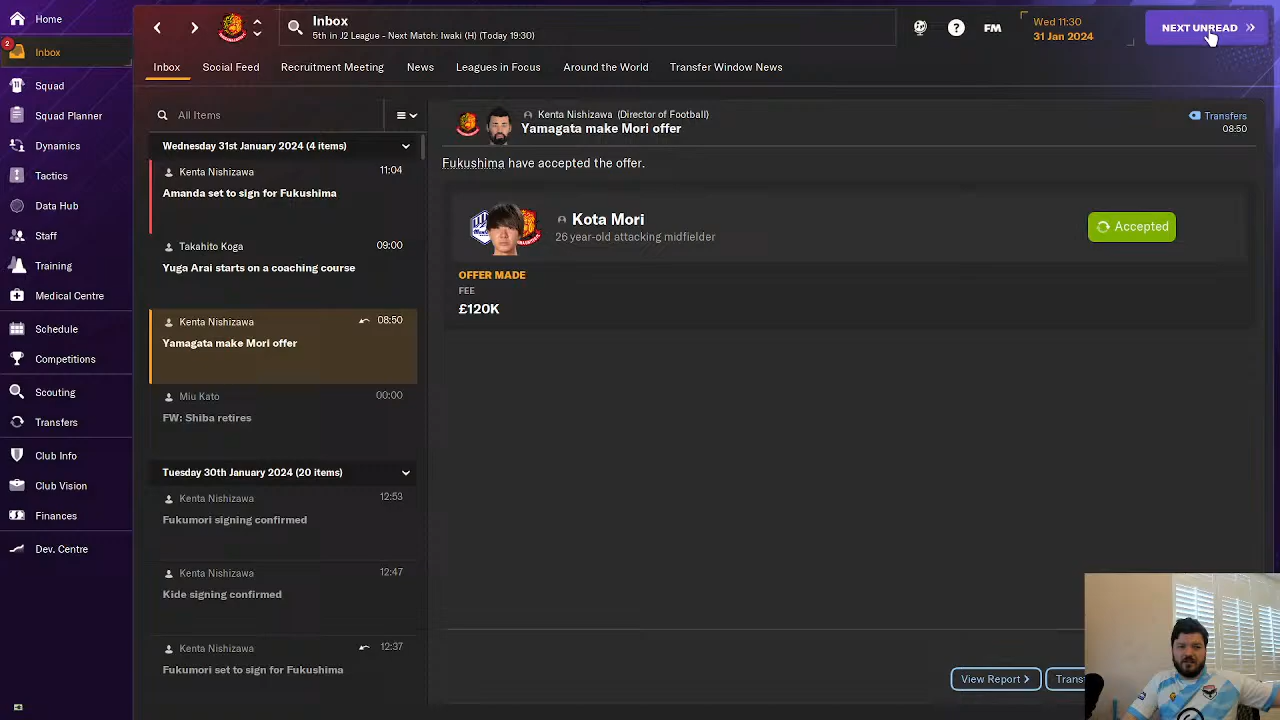 Home
2
Inbox
Squad
Squad Planner
Dynamics
Tactics
Data Hub
Staff
Training
Medical Centre
Schedule
Competitions
Scouting
Transfers
Club Info
Club Vision
Finances
Dev. Centre
Inbox
5th in J2 League - Next Match: Iwaki (H) (Today 19:30)
?
FM
Wed 11:30
31 Jan 2024
NEXT UNREAD
Inbox
Social Feed
Recruitment Meeting
News
Leagues in Focus
Around the World
Transfer Window News
All Items
Wednesday 31st January 2024 (4 items)
Kenta Nishizawa 11:04
Amanda set to sign for Fukushima
Takahito Koga 09:00
Yuga Arai starts on a coaching course
Kenta Nishizawa 08:50
Yamagata make Mori offer
Miu Kato 00:00
FW: Shiba retires
Tuesday 30th January 2024 (20 items)
Kenta Nishizawa 12:53
Fukumori signing confirmed
Kenta Nishizawa 12:47
Kide signing confirmed
Kenta Nishizawa 12:37
Fukumori set to sign for Fukushima
Kenta Nishizawa (Director of Football)
Yamagata make Mori offer
Transfers
08:50
Fukushima have accepted the offer.
Kota Mori
26 year-old attacking midfielder
Accepted
OFFER MADE
FEE
£120K
View Report
Trans